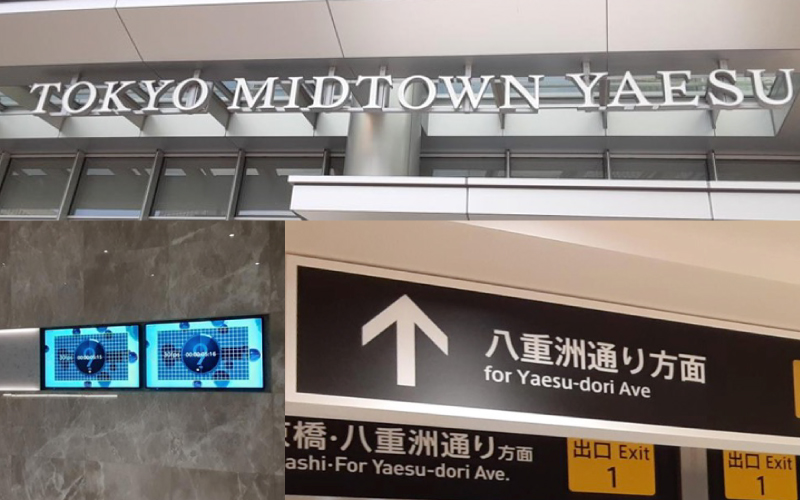 TOKYO MIDTOWN YAESU
八重洲通り方面
for Yaesu-dori Ave
橋・八重洲通り方面
ashi・For Yaesu-dori Ave.
出口 Exit
1
出口 Exit
1